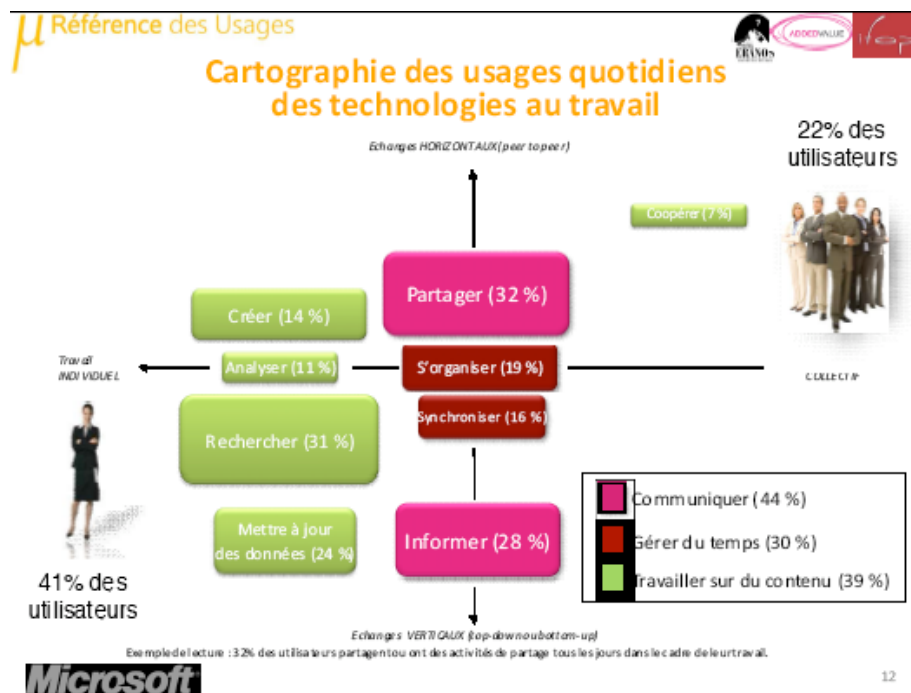 μ Référence des Usages
ERANOS
ADDEDVALUE
ifop
Cartographie des usages quotidiens
des technologies au travail
22% des
utilisateurs
Echanges HORIZONTAUX (peer to peer)
Coopérer (7 %)
Partager (32 %)
Créer (14 %)
Travail
INDIVIDUEL
Analyser (11 %)
S'organiser (19 %)
COLLECTIF
Synchroniser (16 %)
Rechercher (31 %)
Mettre à jour
des données (24 %)
Informer (28 %)
Communiquer (44 %)
Gérer du temps (30 %)
Travailler sur du contenu (39 %)
41% des
utilisateurs
Echanges VERTICAUX (top-down ou bottom-up)
Exemple de lecture : 32% des utilisateurs partagent ou ont des activités de partage tous les jours dans le cadre de leur travail.
Microsoft
12